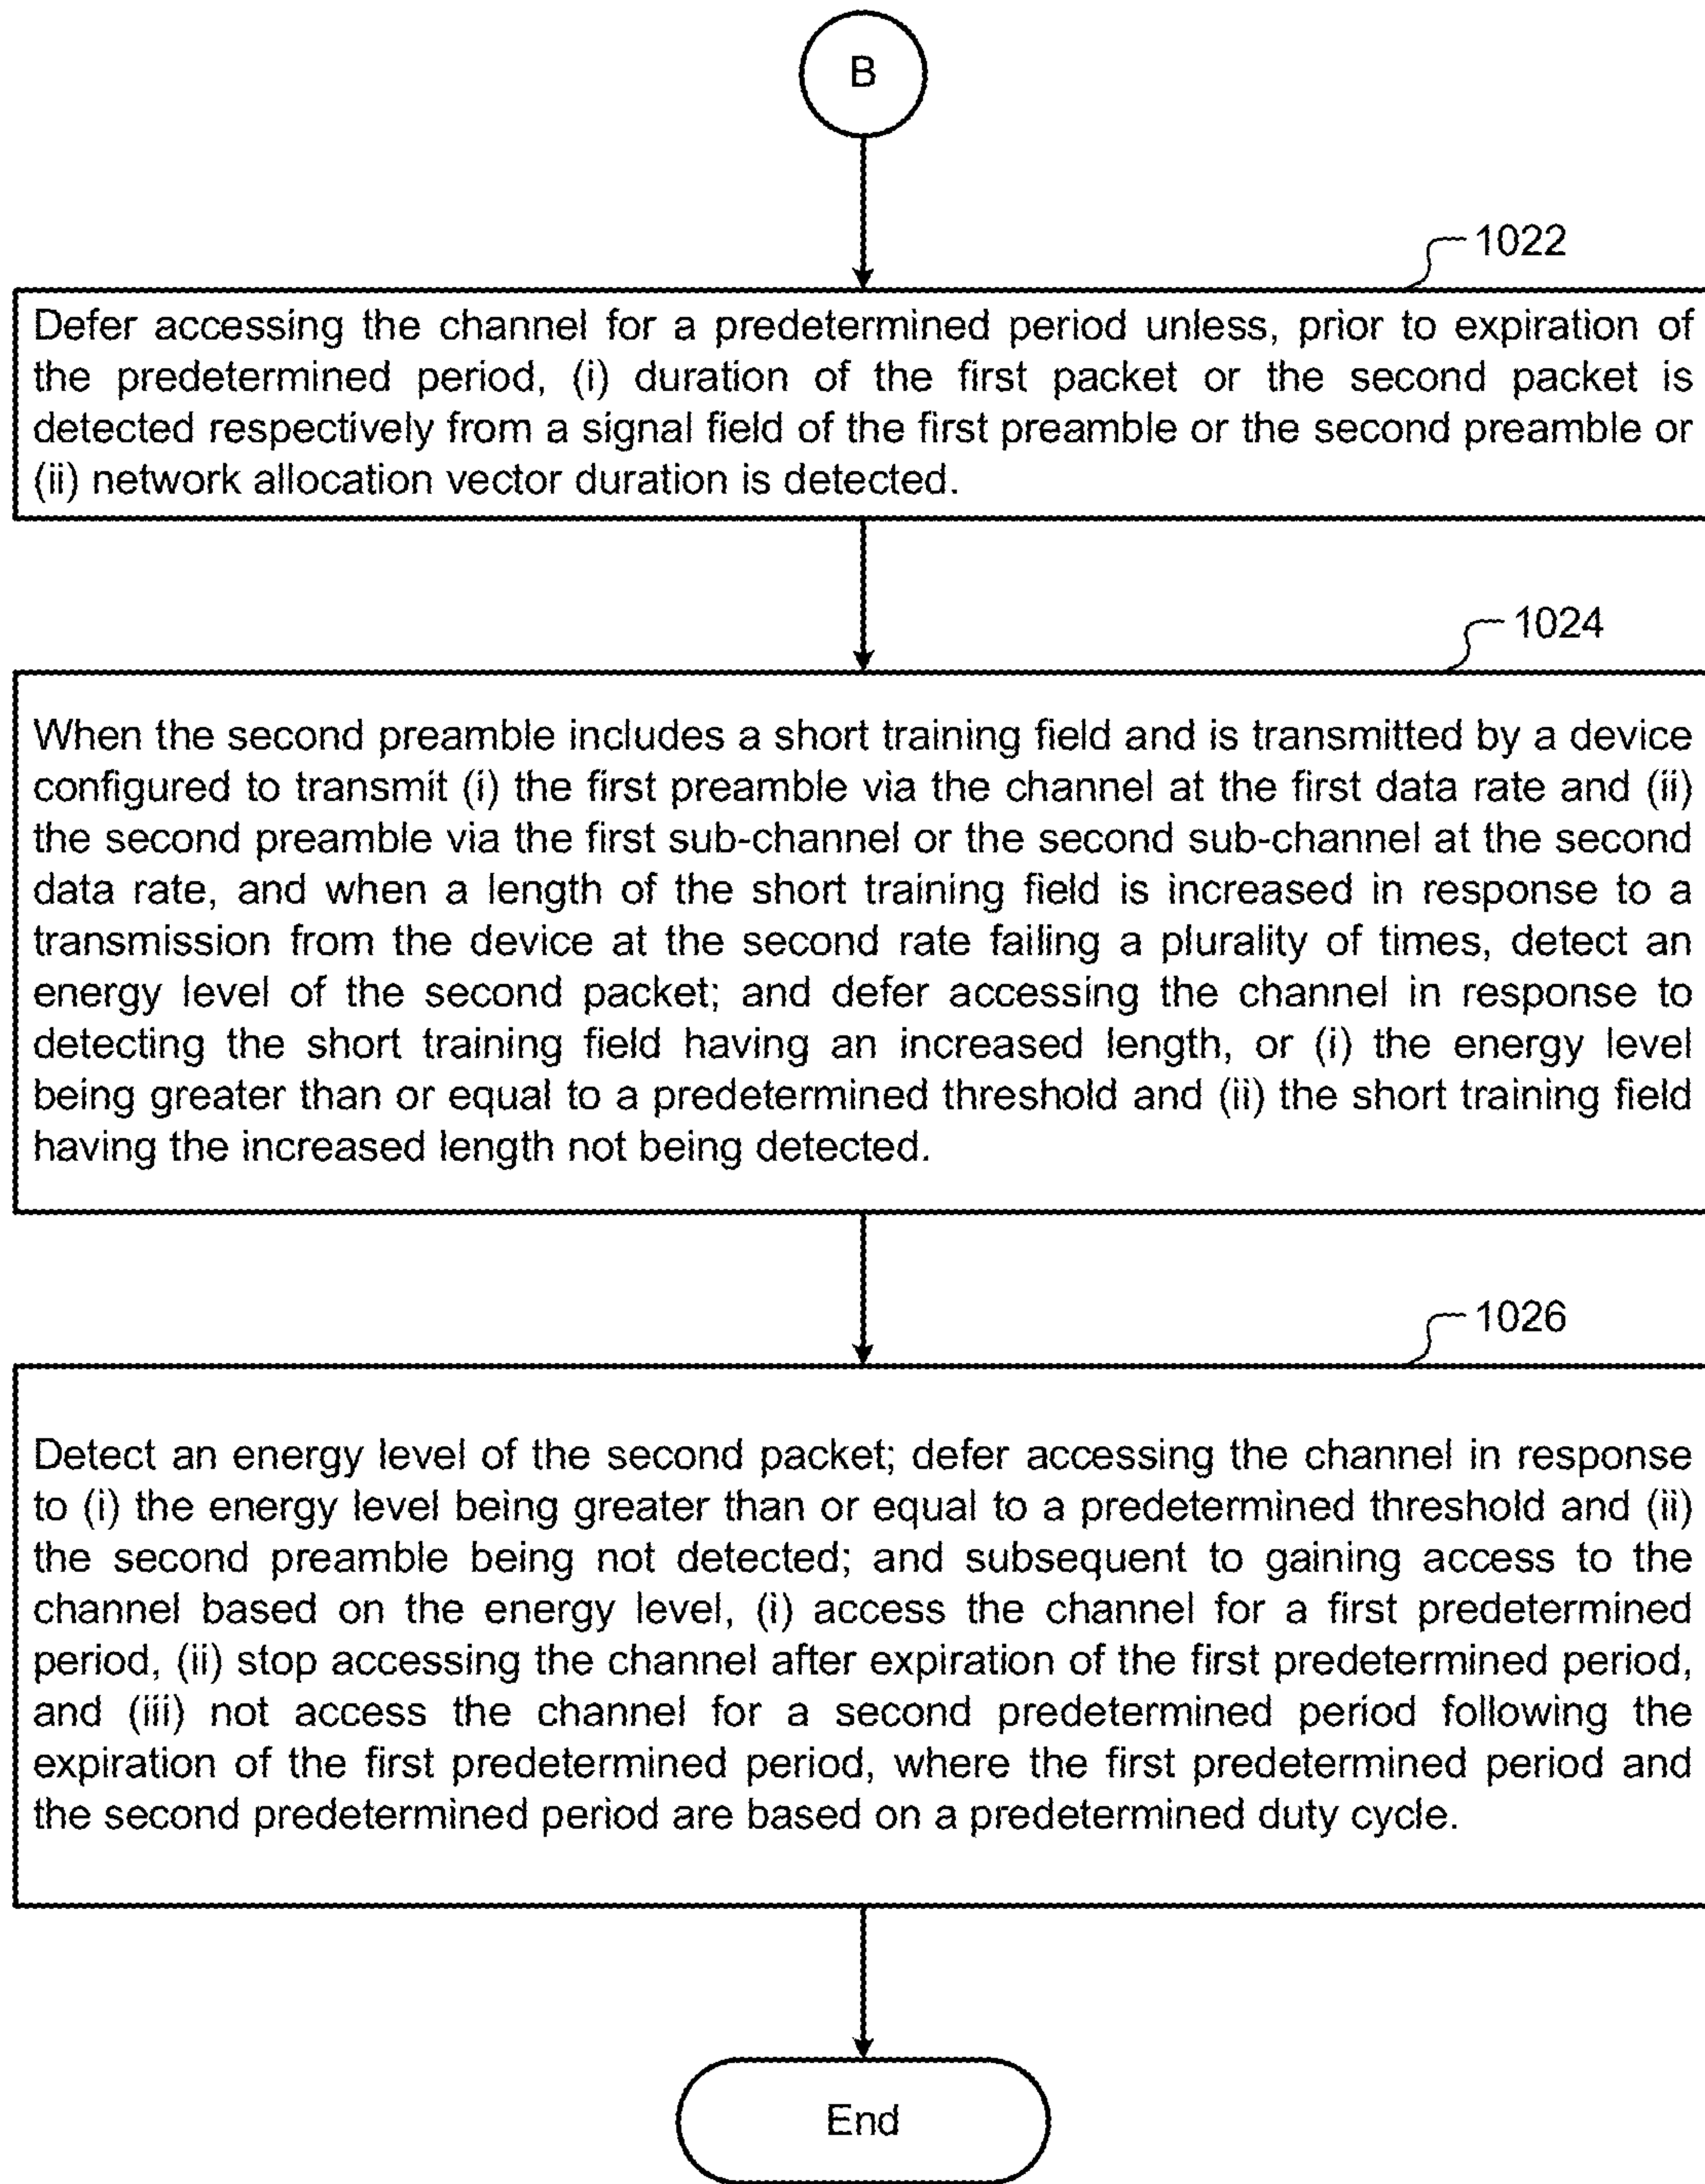 B
1022
Defer accessing the channel for a predetermined period unless, prior to expiration of
the predetermined period, (i) duration of the first packet or the second packet is
detected respectively from a signal field of the first preamble or the second preamble or
(ii) network allocation vector duration is detected.
1024
When the second preamble includes a short training field and is transmitted by a device
configured to transmit (i) the first preamble via the channel at the first data rate and (ii)
the second preamble via the first sub-channel or the second sub-channel at the second
data rate, and when a length of the short training field is increased in response to a
transmission from the device at the second rate failing a plurality of times, detect an
energy level of the second packet; and defer accessing the channel in response to
detecting the short training field having an increased length, or (i) the energy level
being greater than or equal to a predetermined threshold and (ii) the short training field
having the increased length not being detected.
1026
Detect an energy level of the second packet; defer accessing the channel in response
to (i) the energy level being greater than or equal to a predetermined threshold and (ii)
the second preamble being not detected; and subsequent to gaining access to the
channel based on the energy level, (i) access the channel for a first predetermined
period, (ii) stop accessing the channel after expiration of the first predetermined period,
and (iii) not access the channel for a second predetermined period following the
expiration of the first predetermined period, where the first predetermined period and
the second predetermined period are based on a predetermined duty cycle.
End